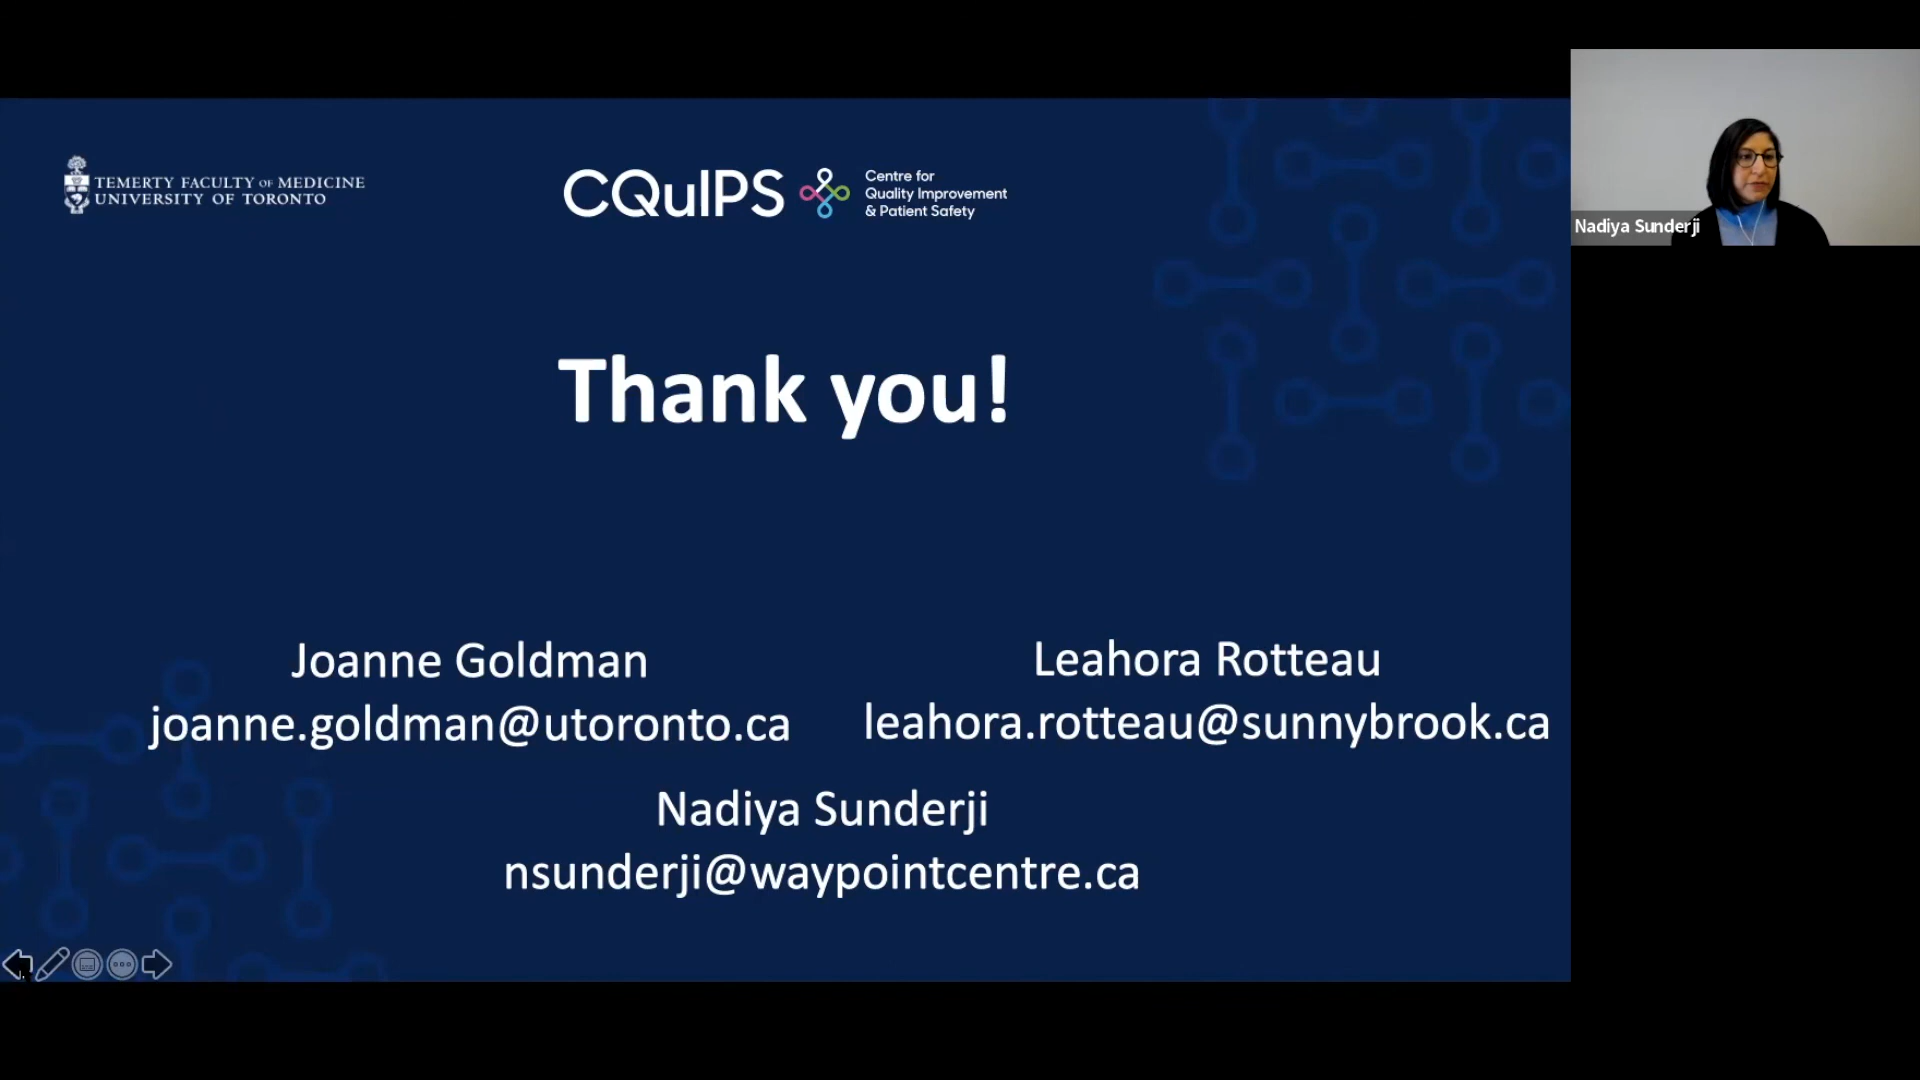 TEMERTY FACULTY OF MEDICINE
UNIVERSITY OF TORONTO
CQuIPS
Centre for
Quality Improvement
& Patient Safety
Nadiya Sunderji
Thank you!
Joanne Goldman
joanne.goldman@utoronto.ca
Leahora Rotteau
leahora.rotteau@sunnybrook.ca
Nadiya Sunderji
nsunderji@waypointcentre.ca